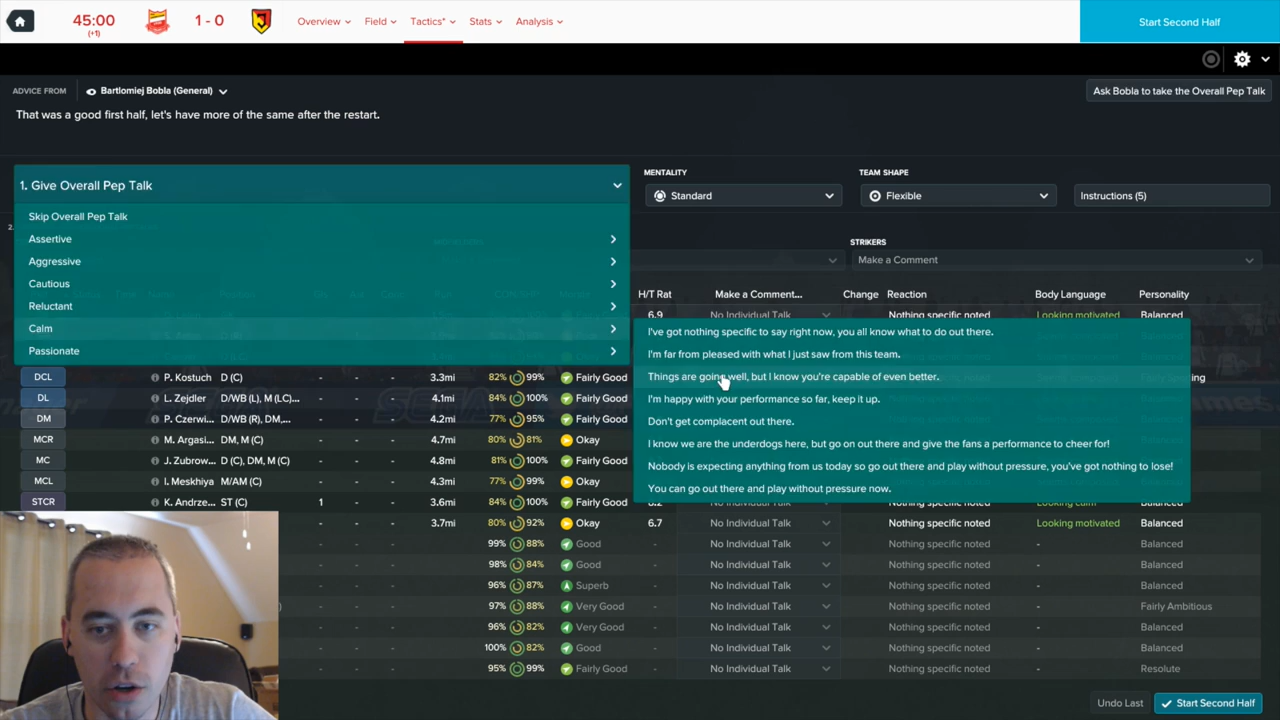 45:00
(+1)
1 - 0
Overview
Field
Tactics*
Stats
Analysis
Start Second Half
ADVICE FROM
Bartlomiej Bobla (General)
Ask Bobla to take the Overall Pep Talk
That was a good first half, let's have more of the same after the restart.
1. Give Overall Pep Talk
MENTALITY
TEAM SHAPE
Standard
Flexible
Instructions (5)
Skip Overall Pep Talk
Assertive
STRIKERS
Aggressive
Make a Comment
Cautious
H/T Rat
Make a Comment...
Change
Reaction
Body Language
Personality
Reluctant
6.9
No Individual Talk
Nothing specific noted
Looking motivated
Calm
I've got nothing specific to say right now, you all know what to do out there.
Passionate
I'm far from pleased with what I just saw from this team.
DCL P. Kostuch D (C) - - - 3.3mi 82% 99% Fairly Good
Things are going well, but I know you're capable of even better.
DL L. Zejdler D/WB (L), M (LC)... - - - 4.1mi 84% 100% Fairly Good
I'm happy with your performance so far, keep it up.
DM P. Czerwi... D/WB (R), DM,... - - - 4.2mi 77% 95% Fairly Good
Don't get complacent out there.
MCR M. Argasi... DM, M (C) - - - 4.7mi 80% 81% Okay
I know we are the underdogs here, but go on out there and give the fans a performance to cheer for!
MC J. Zubrow... D (C), DM, M (C) - - - 4.8mi 81% 100% Fairly Good
Nobody is expecting anything from us today so go out there and play without pressure, you've got nothing to lose!
MCL I. Meskhiya M/AM (C) - - - 4.3mi 77% 99% Okay
You can go out there and play without pressure now.
STCR K. Andrze... ST (C) 1 - - 3.6mi 84% 100% Fairly Good
- - - 3.7mi 80% 92% Okay 6.7 No Individual Talk Nothing specific noted Looking motivated Balanced
- - - 99% 88% Good - No Individual Talk Nothing specific noted - Balanced
- - - 98% 84% Good - No Individual Talk Nothing specific noted - Balanced
- - - 96% 87% Superb - No Individual Talk Nothing specific noted - Balanced
- - - 97% 88% Very Good - No Individual Talk Nothing specific noted - Fairly Ambitious
- - - 96% 82% Very Good - No Individual Talk Nothing specific noted - Balanced
- - - 100% 82% Good - No Individual Talk Nothing specific noted - Balanced
- - - 95% 99% Fairly Good - No Individual Talk Nothing specific noted - Resolute
Undo Last
Start Second Half